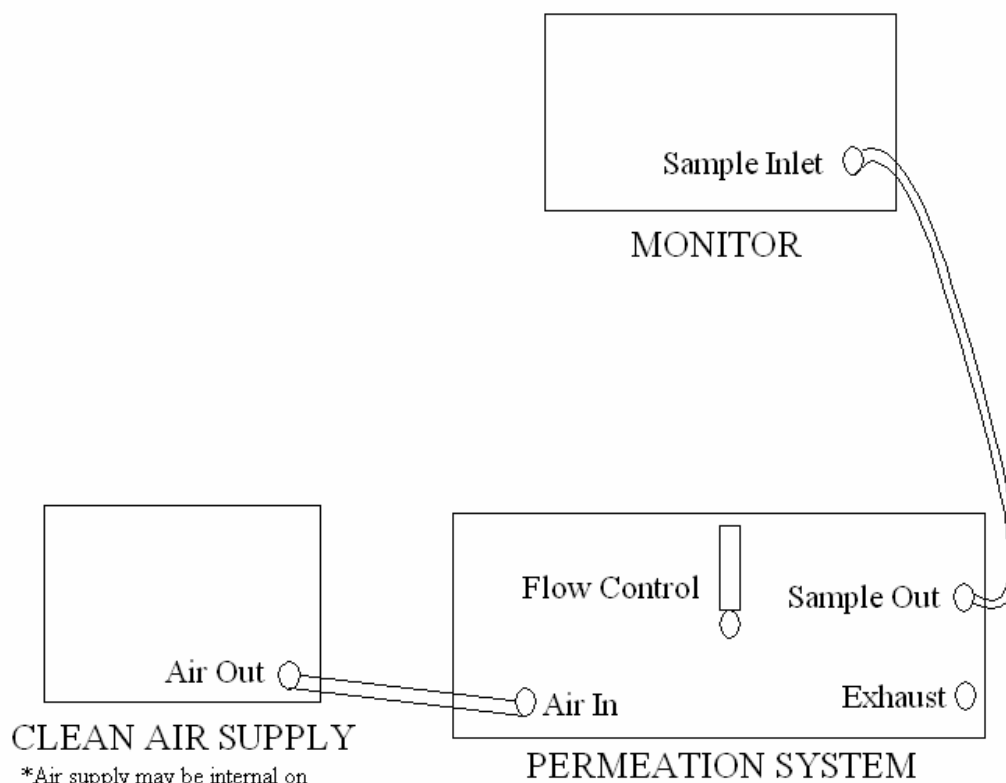 Sample Inlet
MONITOR
Flow Control
Sample Out
Air Out
Air In
Exhaust
CLEAN AIR SUPPLY
PERMEATION SYSTEM
*Air supply may be internal on